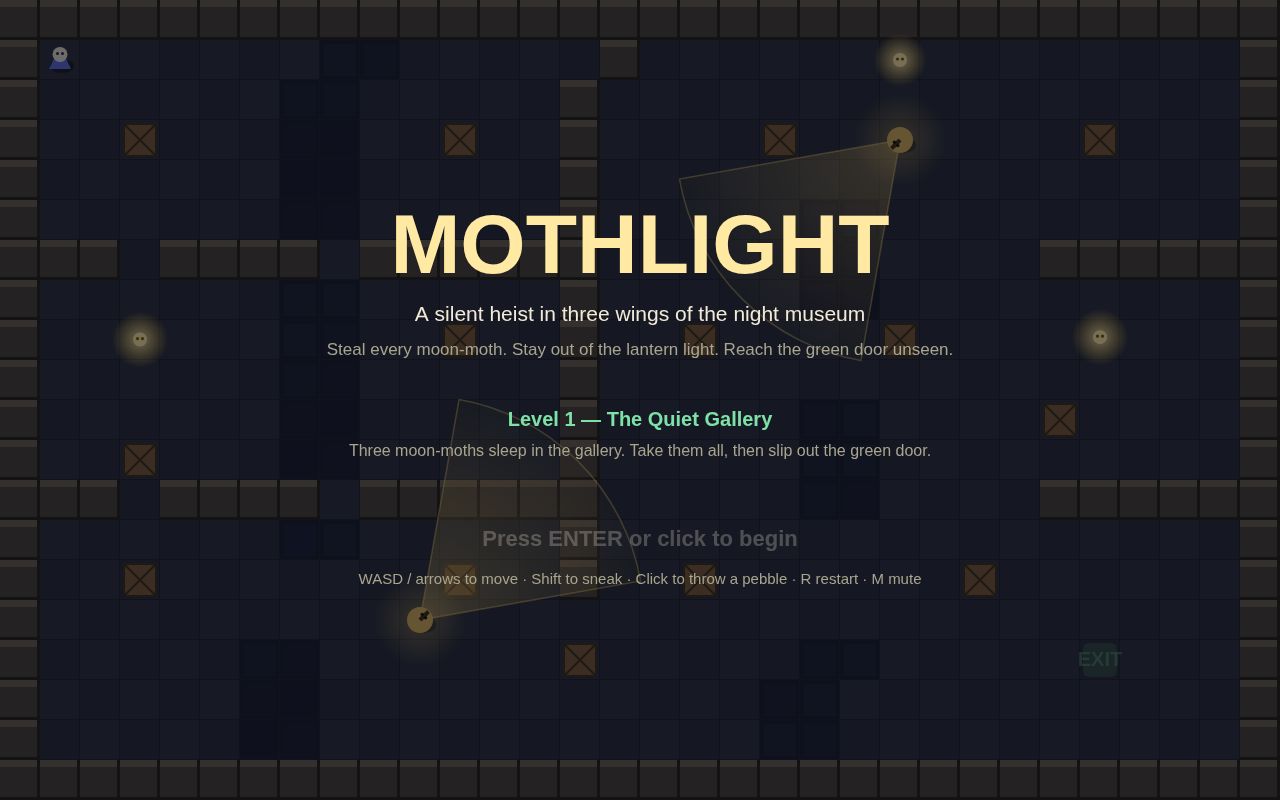 MOTHLIGHT
A silent heist in three wings of the night museum
Steal every moon-moth. Stay out of the lantern light. Reach the green door unseen.
Level 1 — The Quiet Gallery
Three moon-moths sleep in the gallery. Take them all, then slip out the green door.
Press ENTER or click to begin
WASD / arrows to move · Shift to sneak · Click to throw a pebble · R restart · M mute
EXIT